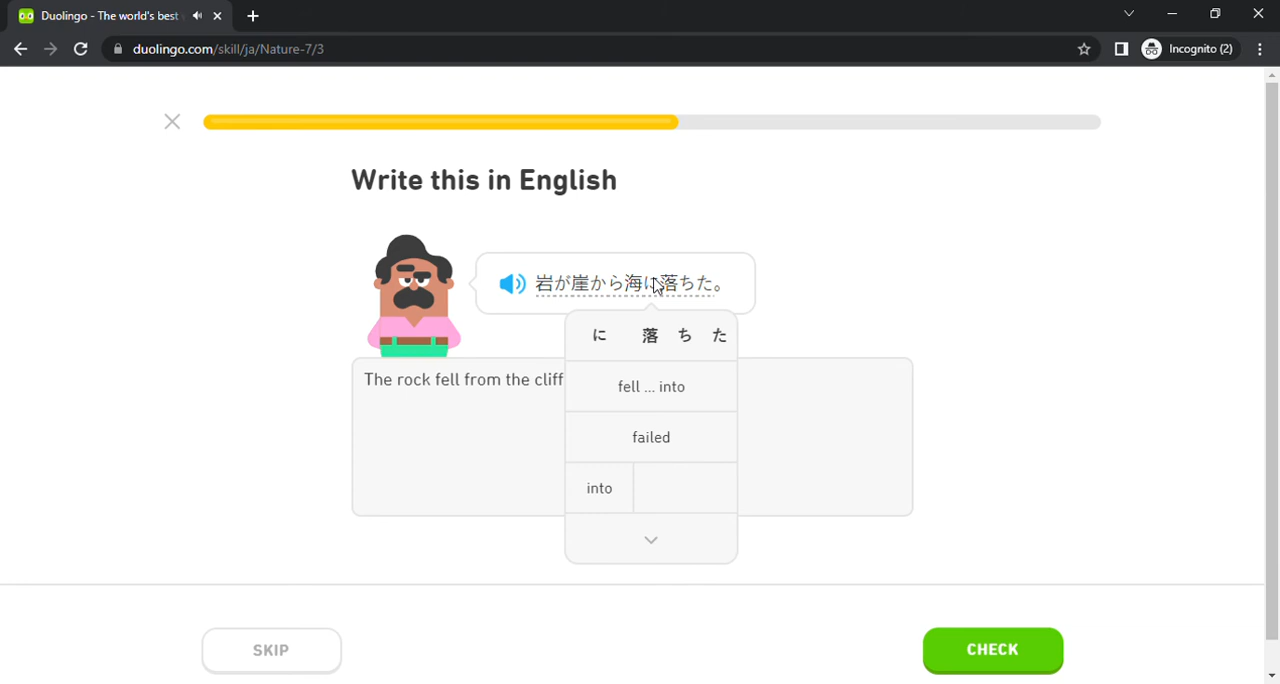 Duolingo - The world's best
duolingo.com/skill/ja/Nature-7/3
Incognito (2)
Write this in English
岩が崖から海に落ちた。
に 落 ち た
The rock fell from the cliff
fell ... into
failed
into
SKIP
CHECK